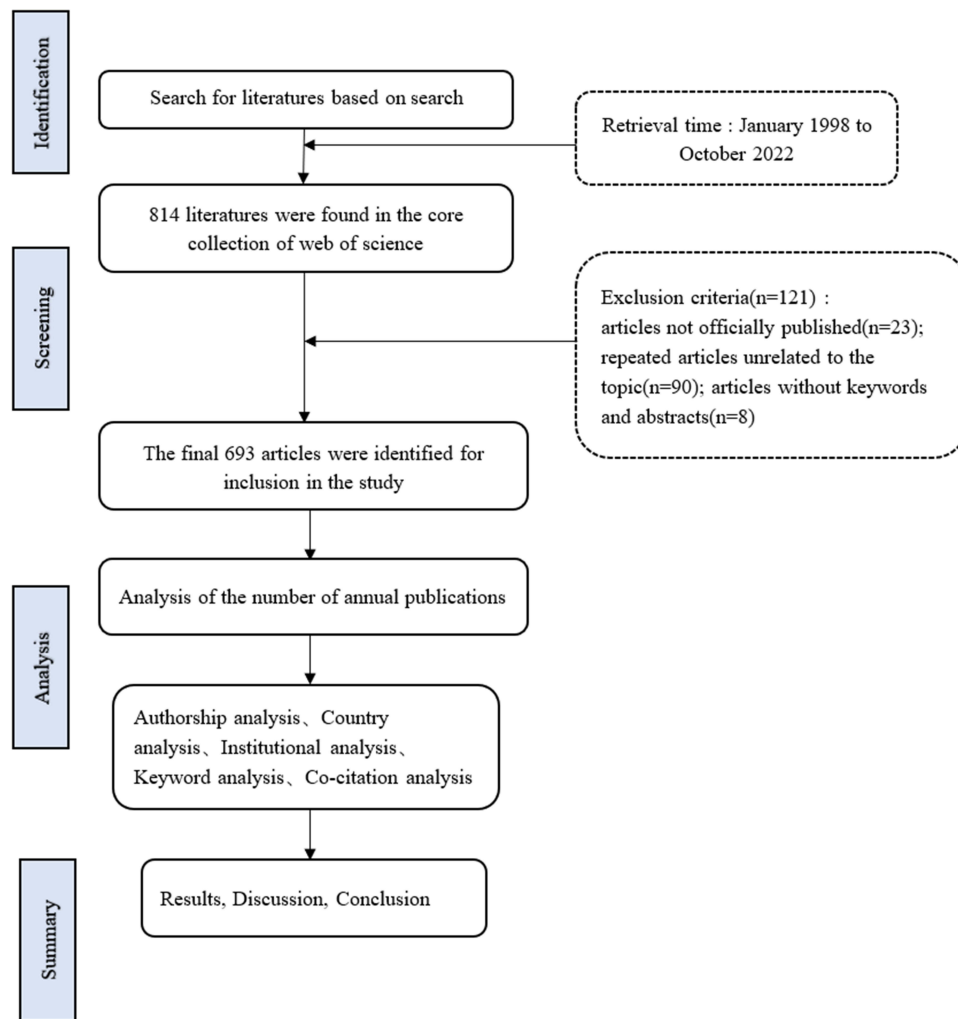 Identification
Search for literatures based on search
Retrieval time : January 1998 to
October 2022
814 literatures were found in the core
collection of web of science
Screening
Exclusion criteria(n=121) :
articles not officially published(n=23);
repeated articles unrelated to the
topic(n=90); articles without keywords
and abstracts(n=8)
The final 693 articles were identified for
inclusion in the study
Analysis
Analysis of the number of annual publications
Authorship analysis、Country
analysis、Institutional analysis、
Keyword analysis、Co-citation analysis
Summary
Results, Discussion, Conclusion